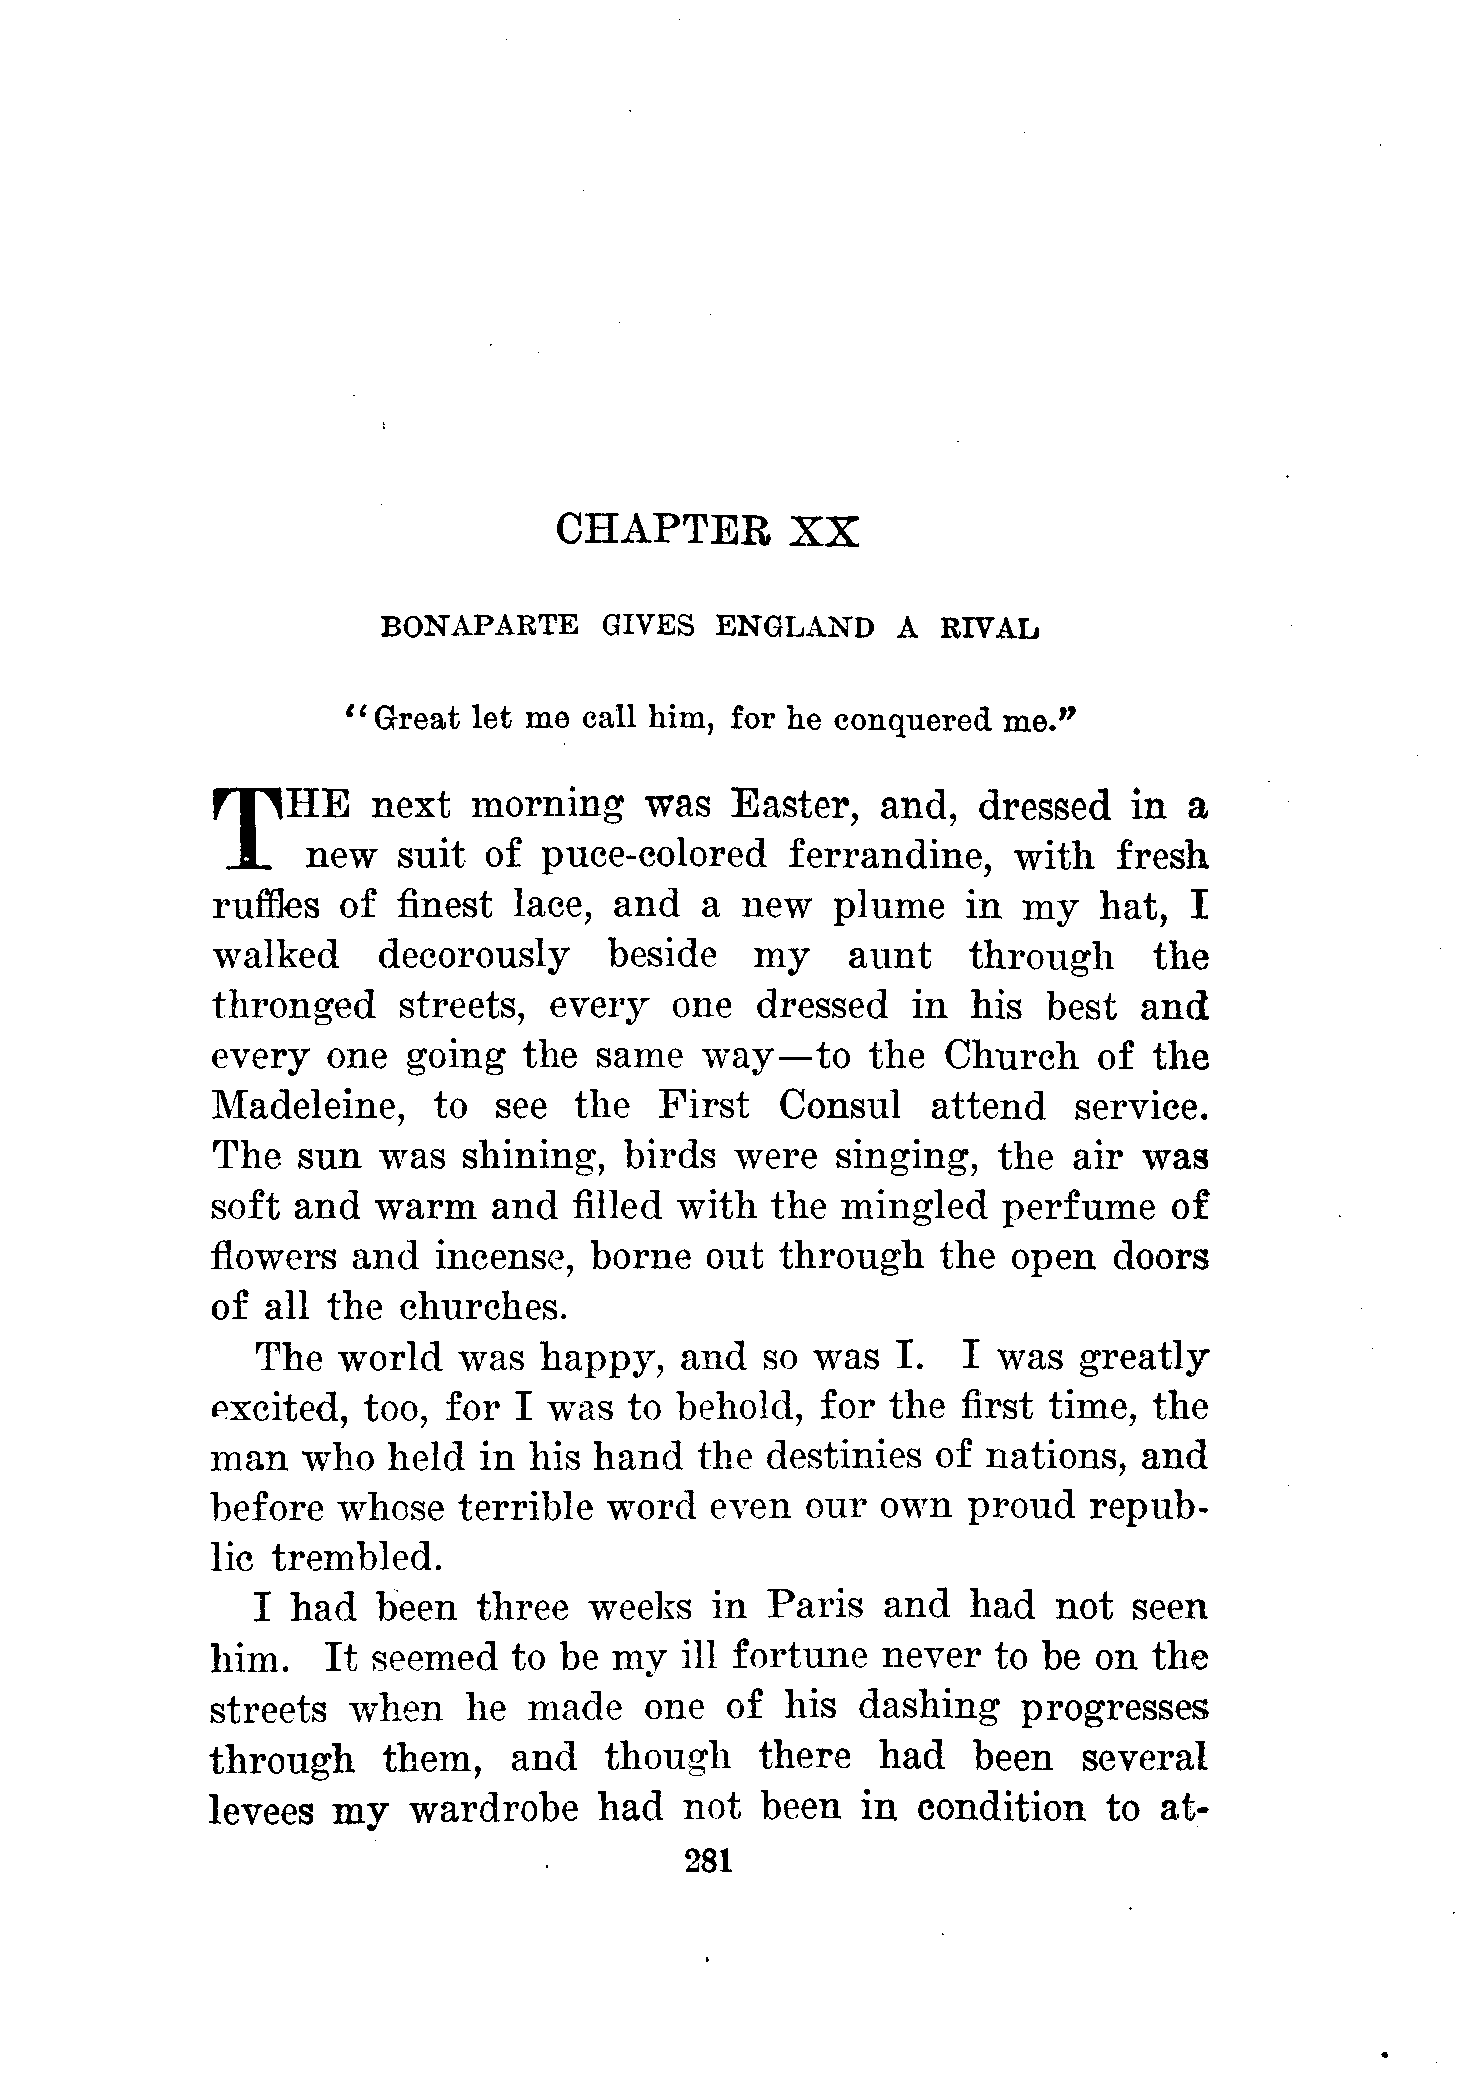 CHAPTER XX
BONAPARTE GIVES ENGLAND A RIVAL
"Great let me call him, for he conquered me."
THE next morning was Easter, and, dressed in a
new suit of puce-colored ferrandine, with fresh
ruffles of finest lace, and a new plume in my hat, I
walked decorously beside my aunt through the
thronged streets, every one dressed in his best and
every one going the same way—to the Church of the
Madeleine, to see the First Consul attend service.
The sun was shining, birds were singing, the air was
soft and warm and filled with the mingled perfume of
flowers and incense, borne out through the open doors
of all the churches.
The world was happy, and so was I. I was greatly
excited, too, for I was to behold, for the first time, the
man who held in his hand the destinies of nations, and
before whose terrible word even our own proud repub-
lic trembled.
I had been three weeks in Paris and had not seen
him. It seemed to be my ill fortune never to be on the
streets when he made one of his dashing progresses
through them, and though there had been several
levees my wardrobe had not been in condition to at-
281